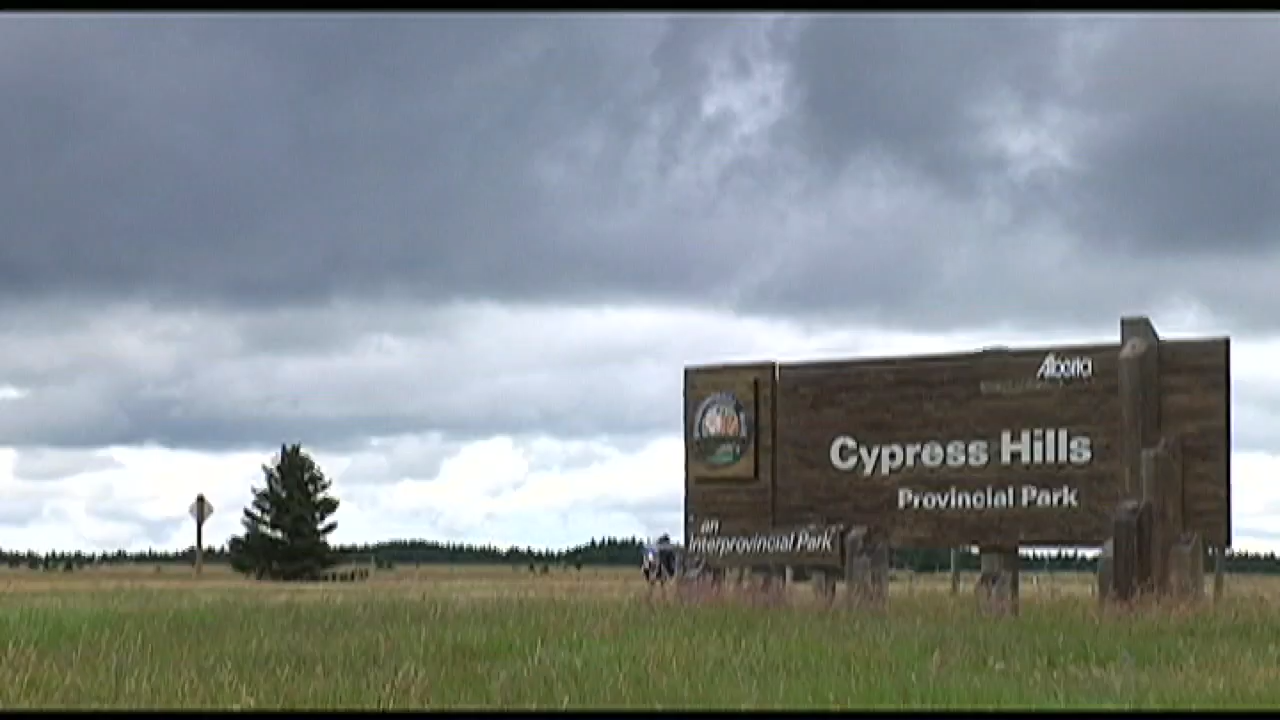 Alberta
Cypress Hills
Provincial Park
an
Interprovincial Park